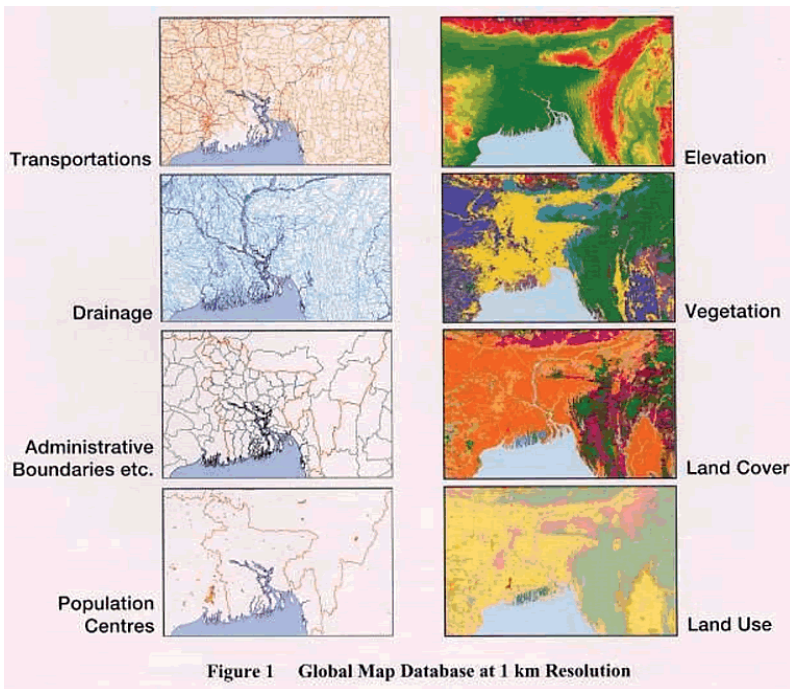 Transportations
Elevation
Drainage
Vegetation
Administrative
Boundaries etc.
Land Cover
Population
Centres
Land Use
Figure 1 Global Map Database at 1 km Resolution